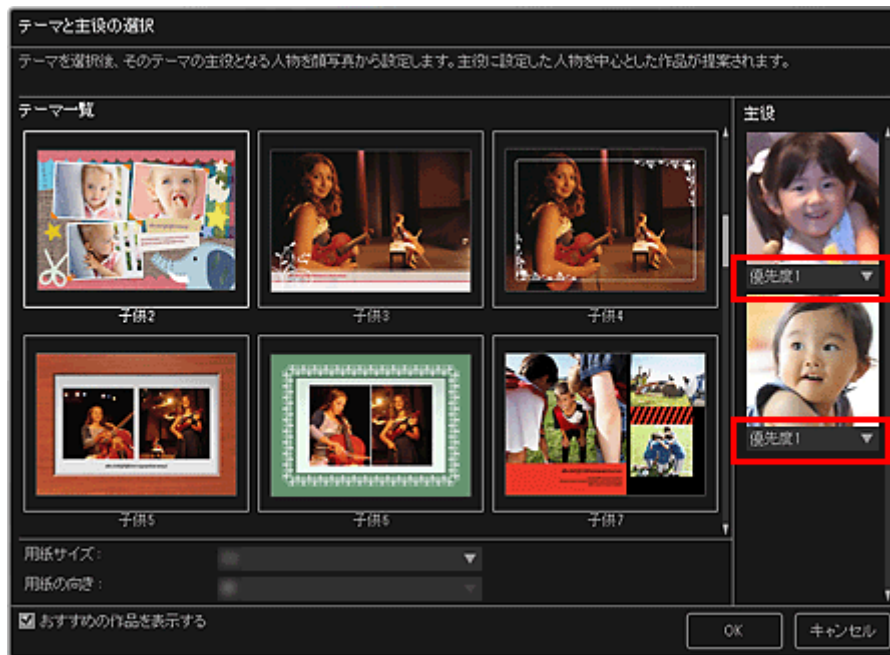 テーマと主役の選択
テーマを選択後、そのテーマの主役となる人物を顔写真から設定します。主役に設定した人物を中心とした作品が提案されます。
テーマ一覧
主役
子供2
子供3
子供4
優先度1
子供5
子供6
子供7
優先度1
用紙サイズ:
用紙の向き:
おすすめの作品を表示する
OK
キャンセル